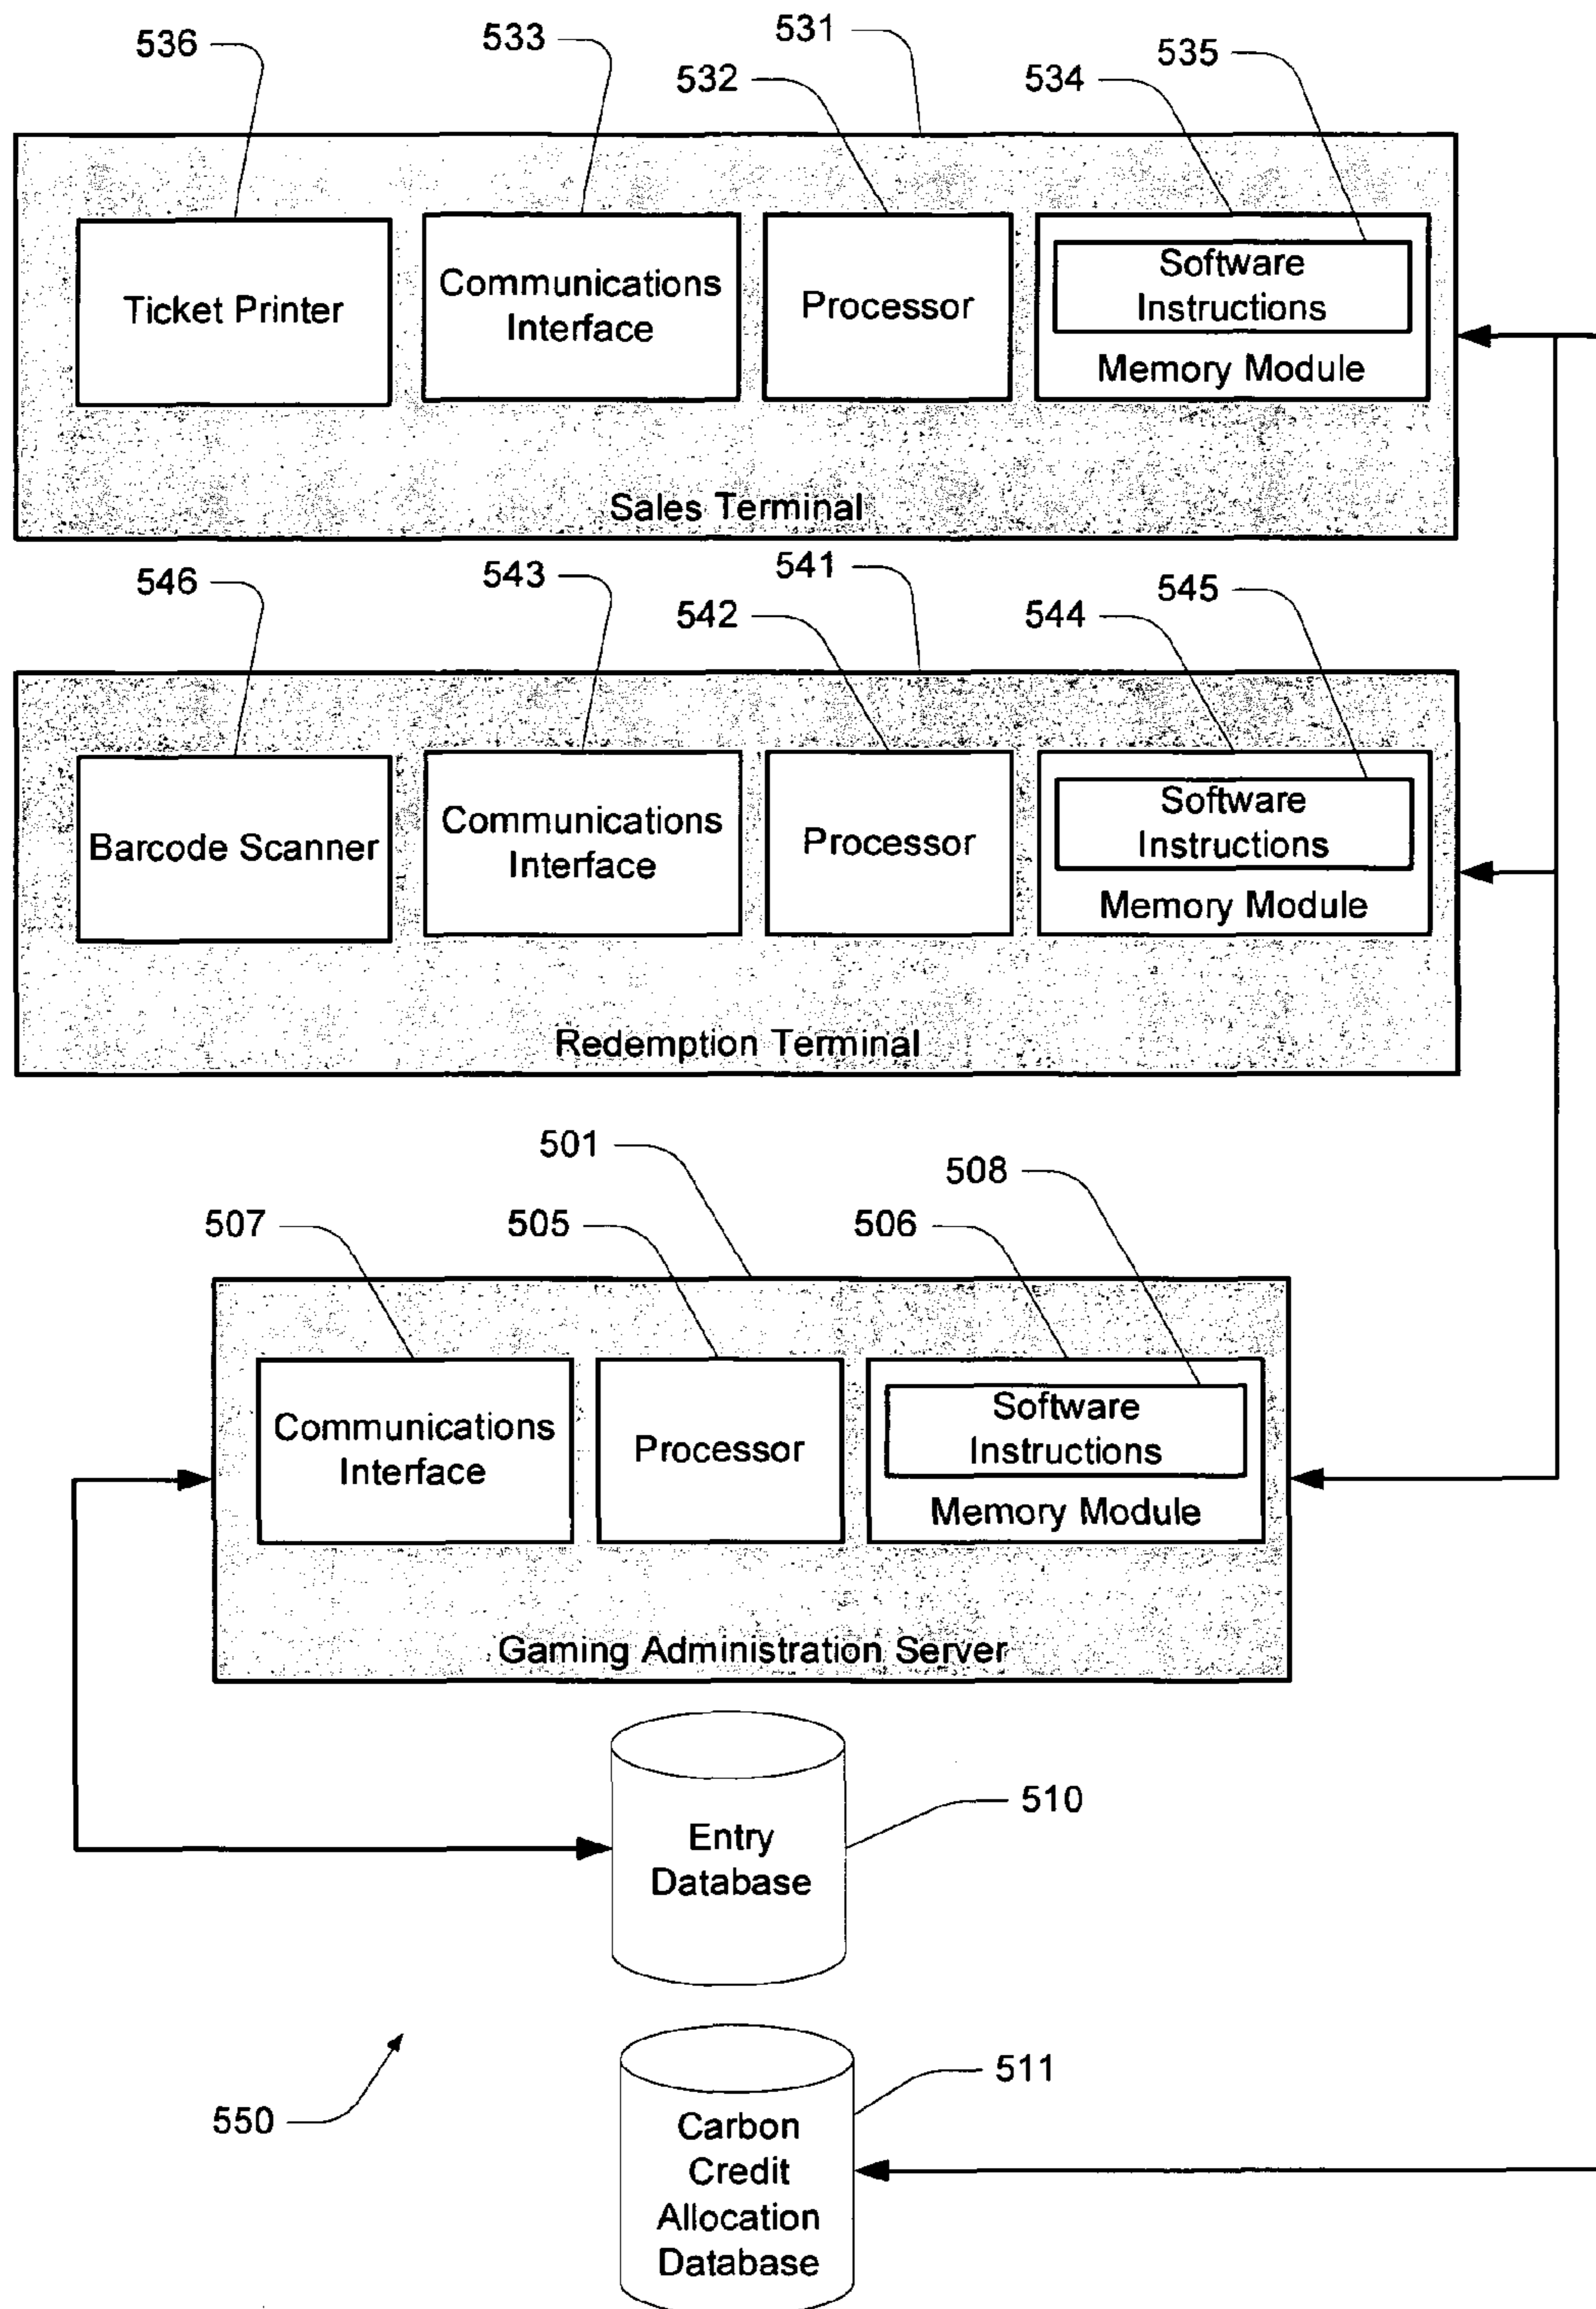 536
533
531
535
532
534
Ticket Printer
Communications
Interface
Processor
Software
Instructions
Memory Module
Sales Terminal
546
543
541
545
542
544
Barcode Scanner
Communications
Interface
Processor
Software
Instructions
Memory Module
Redemption Terminal
501
508
507
505
506
Communications
Interface
Processor
Software
Instructions
Memory Module
Gaming Administration Server
510
Entry
Database
511
550
Carbon
Credit
Allocation
Database